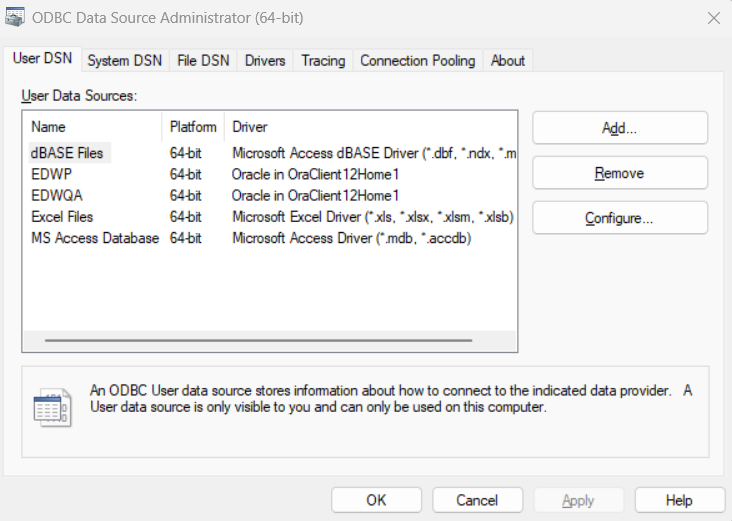 ODBC Data Source Administrator (64-bit)
User DSN System DSN File DSN Drivers Tracing Connection Pooling About
User Data Sources:
Name Platform Driver
dBASE Files 64-bit Microsoft Access dBASE Driver (*.dbf, *.ndx, *.m
EDWP 64-bit Oracle in OraClient12Home1
EDWQA 64-bit Oracle in OraClient12Home1
Excel Files 64-bit Microsoft Excel Driver (*.xls, *.xlsx, *.xlsm, *.xlsb)
MS Access Database 64-bit Microsoft Access Driver (*.mdb, *.accdb)
Add...
Remove
Configure...
An ODBC User data source stores information about how to connect to the indicated data provider. A
User data source is only visible to you and can only be used on this computer.
OK Cancel Apply Help